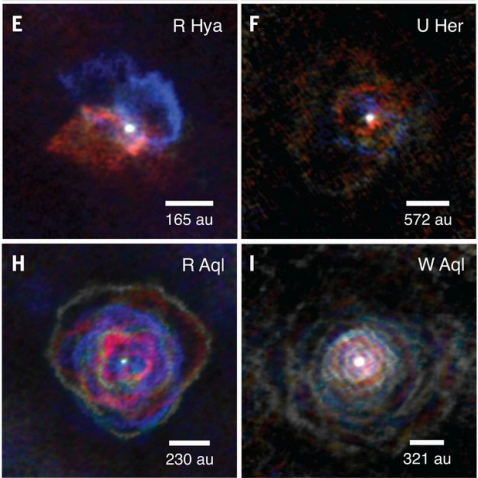 E
R Hya
165 au
F
U Her
572 au
H
R Aql
230 au
I
W Aql
321 au